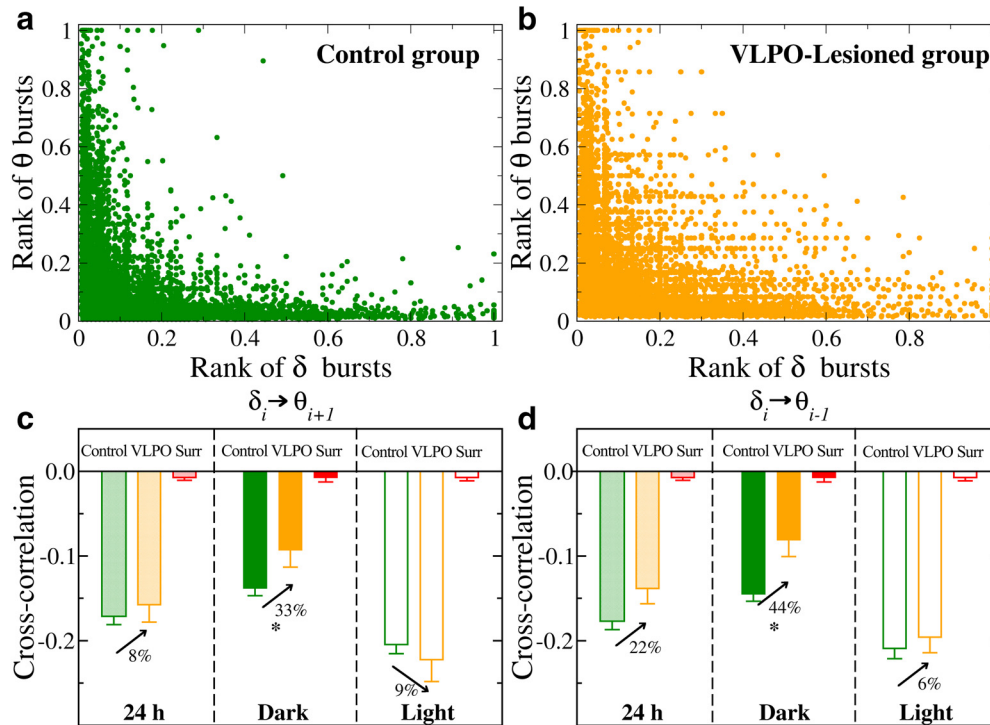 a
b
Control group
VLPO-Lesioned group
1
0.8
0.6
0.4
0.2
0
Rank of θ bursts
0 0.2 0.4 0.6 0.8 1
Rank of δ bursts
1
0.8
0.6
0.4
0.2
0
Rank of θ bursts
0 0.2 0.4 0.6 0.8
Rank of δ bursts
c
δi→θi+1
Control VLPO Surr Control VLPO Surr Control VLPO Surr
0.0
-0.1
-0.2
Cross-correlation
8%
33%
*
9%
24 h Dark Light
d
δi→θi-1
Control VLPO Surr Control VLPO Surr Control VLPO Surr
0.0
-0.1
-0.2
Cross-correlation
22%
44%
*
6%
24 h Dark Light